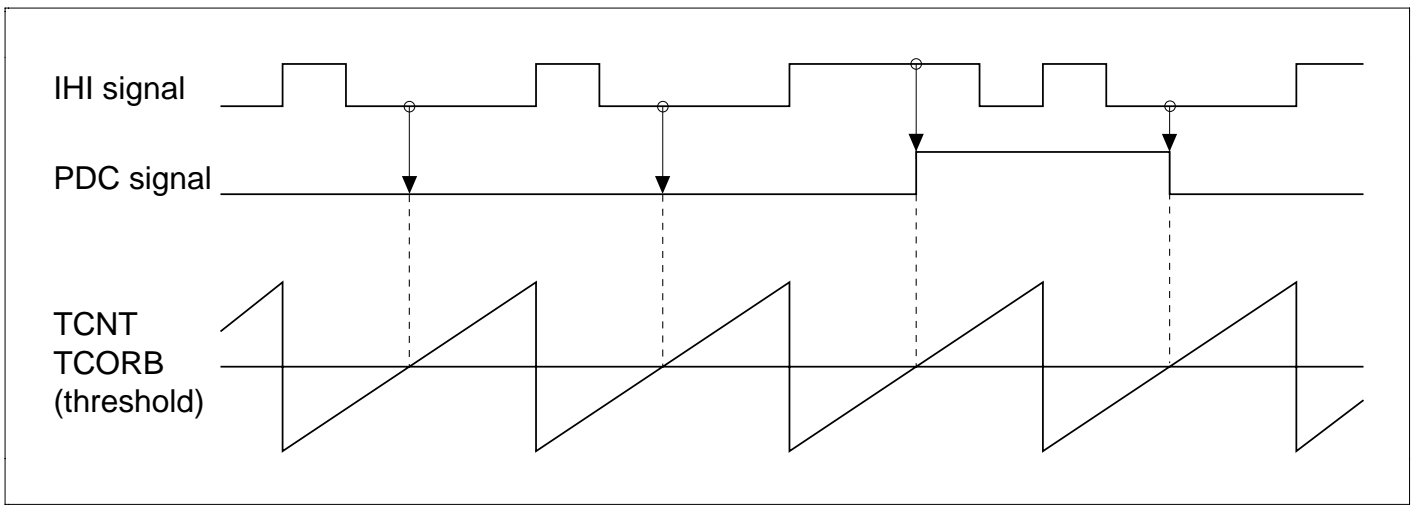 IHI signal
PDC signal
TCNT
TCORB
(threshold)